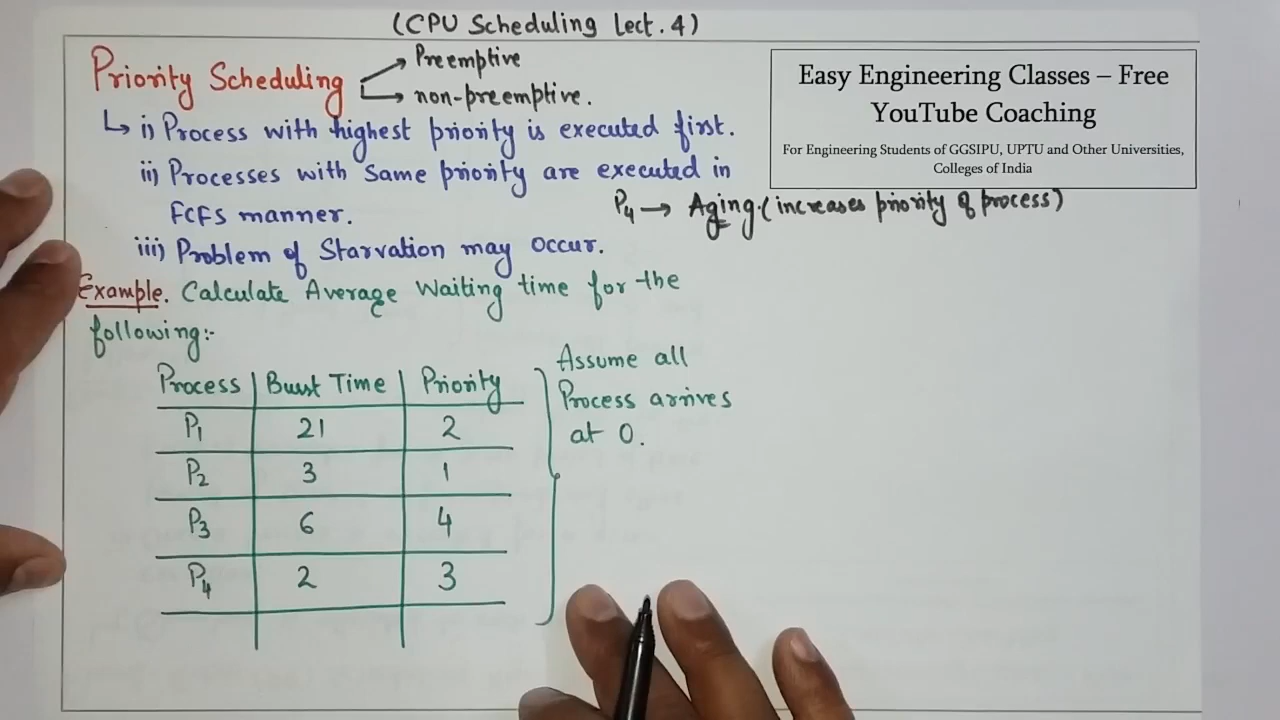 (CPU Scheduling Lect. 4)
Priority Scheduling
Preemptive
non-preemptive.
i) Process with highest priority is executed first.
ii) Processes with Same priority are executed in
FCFS manner.
iii) Problem of Starvation may occur.
Easy Engineering Classes – Free
YouTube Coaching
For Engineering Students of GGSIPU, UPTU and Other Universities,
Colleges of India
P4 → Aging. (increases priority of process)
Example. Calculate Average Waiting time for the
following:-
Process Burst Time Priority
P1 21 2
P2 3 1
P3 6 4
P4 2 3
Assume all
Process arrives
at 0.